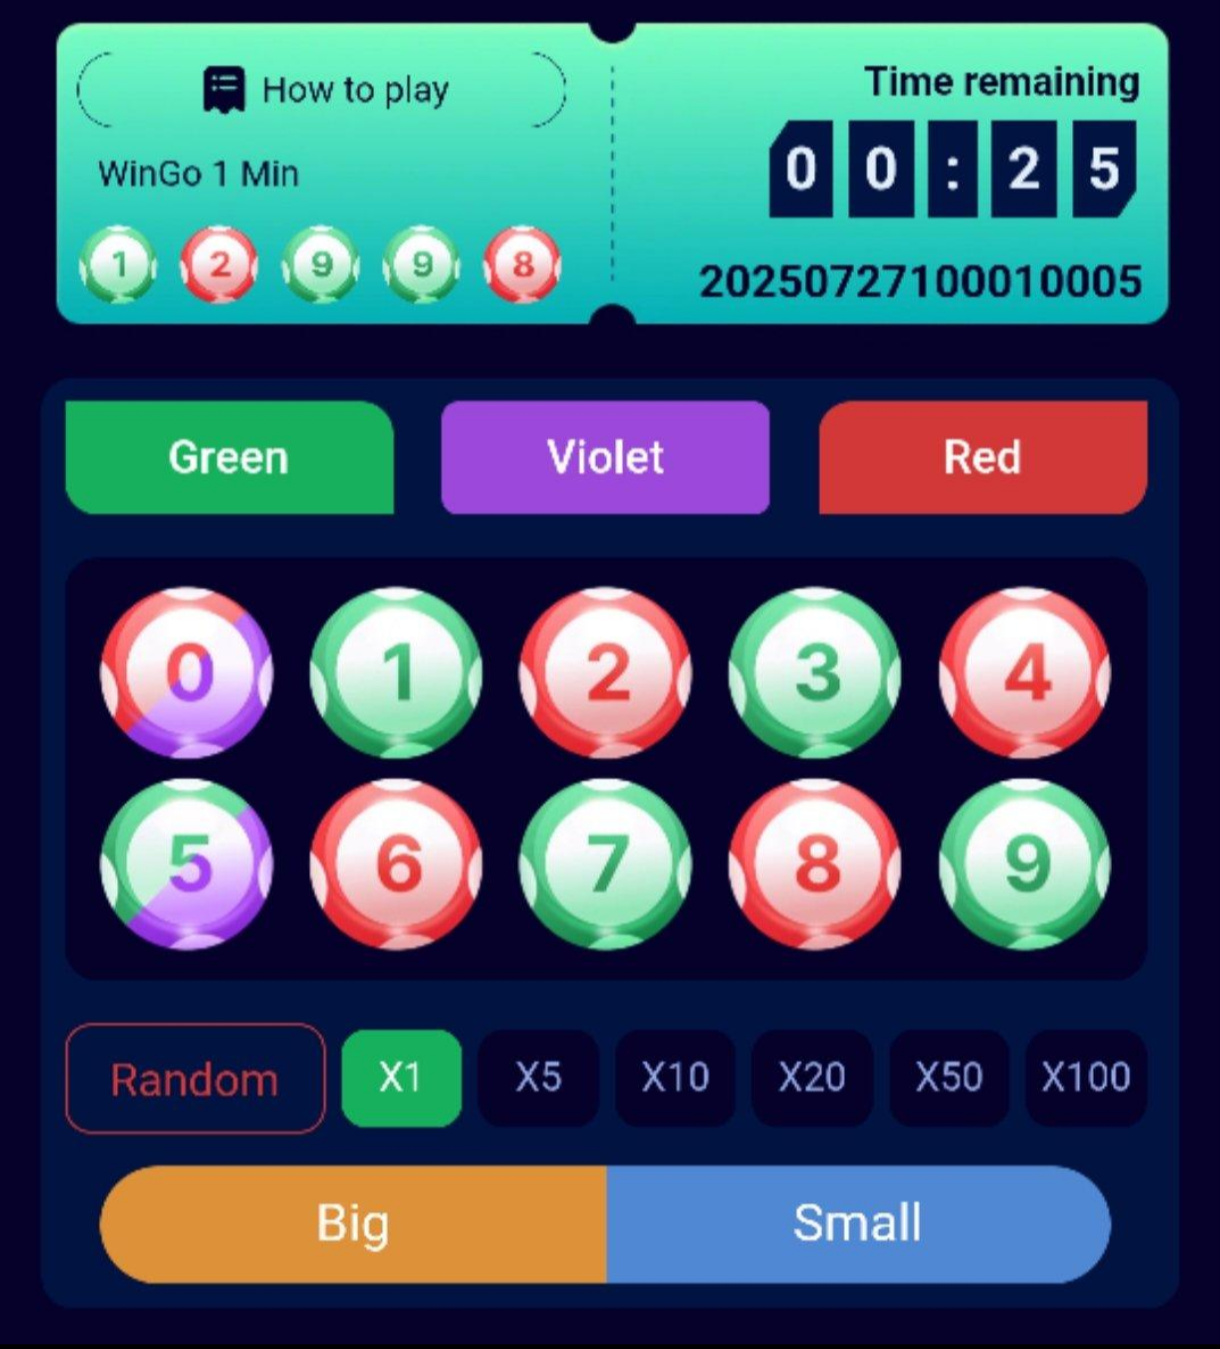 How to play
WinGo 1 Min
1 2 9 9 8
Time remaining
00:25
20250727100010005
Green Violet Red
0 1 2 3 4
5 6 7 8 9
Random X1 X5 X10 X20 X50 X100
Big Small